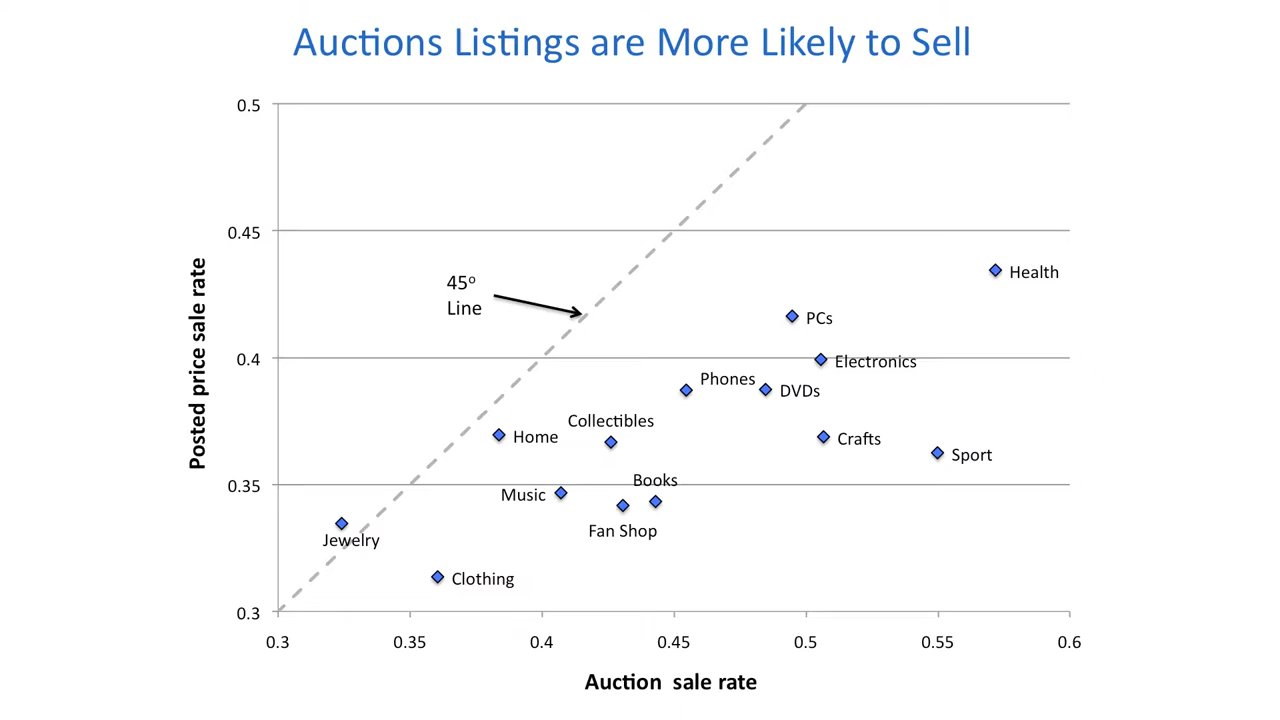 Auctions Listings are More Likely to Sell
0.5
0.45
45º
Line
Health
PCs
0.4
Electronics
Phones
DVDs
Collectibles
Home
Crafts
Sport
0.35
Books
Music
Fan Shop
Jewelry
Clothing
0.3
0.3
0.35
0.4
0.45
0.5
0.55
0.6
Posted price sale rate
Auction  sale rate